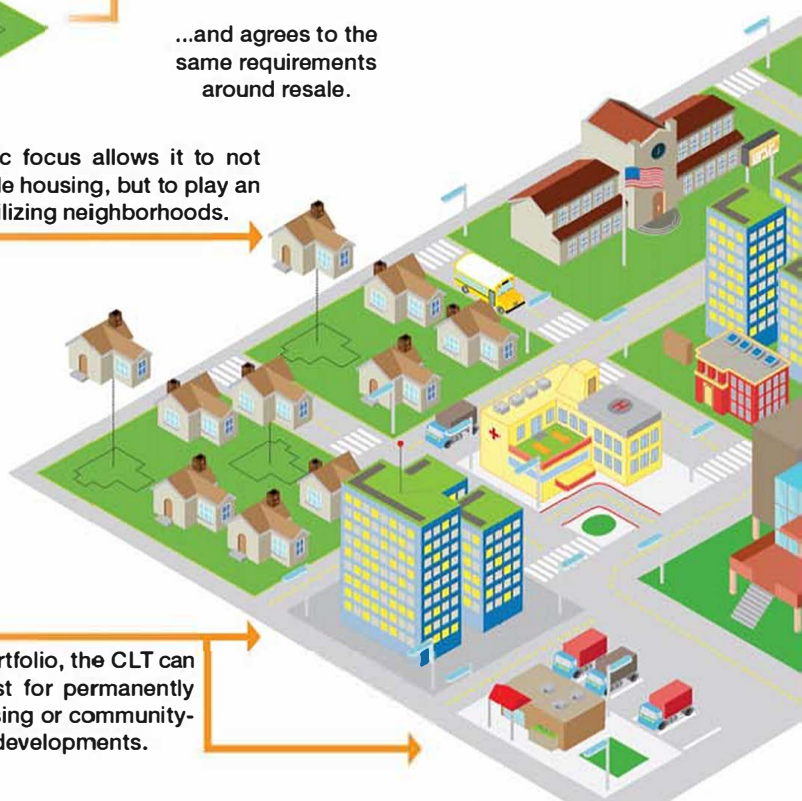 ...and agrees to the
same requirements
around resale.
c focus allows it to not
le housing, but to play an
ilizing neighborhoods.
rtfolio, the CLT can
st for permanently
sing or community-
developments.